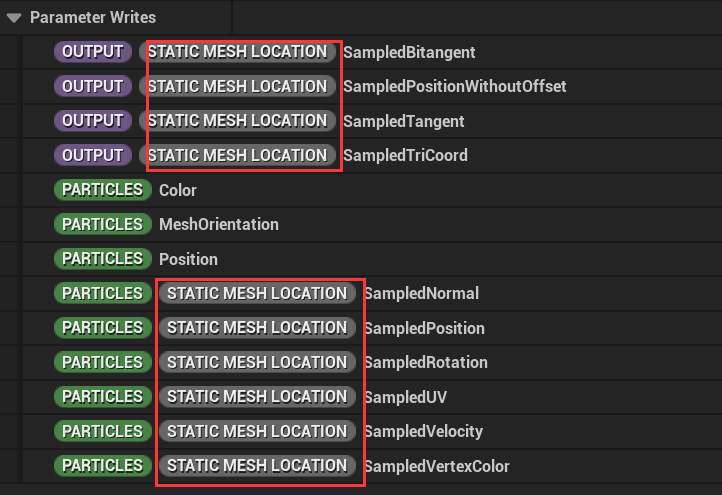 Parameter Writes
OUTPUT STATIC MESH LOCATION SampledBitangent
OUTPUT STATIC MESH LOCATION SampledPositionWithoutOffset
OUTPUT STATIC MESH LOCATION SampledTangent
OUTPUT STATIC MESH LOCATION SampledTriCoord
PARTICLES Color
PARTICLES MeshOrientation
PARTICLES Position
PARTICLES STATIC MESH LOCATION SampledNormal
PARTICLES STATIC MESH LOCATION SampledPosition
PARTICLES STATIC MESH LOCATION SampledRotation
PARTICLES STATIC MESH LOCATION SampledUV
PARTICLES STATIC MESH LOCATION SampledVelocity
PARTICLES STATIC MESH LOCATION SampledVertexColor